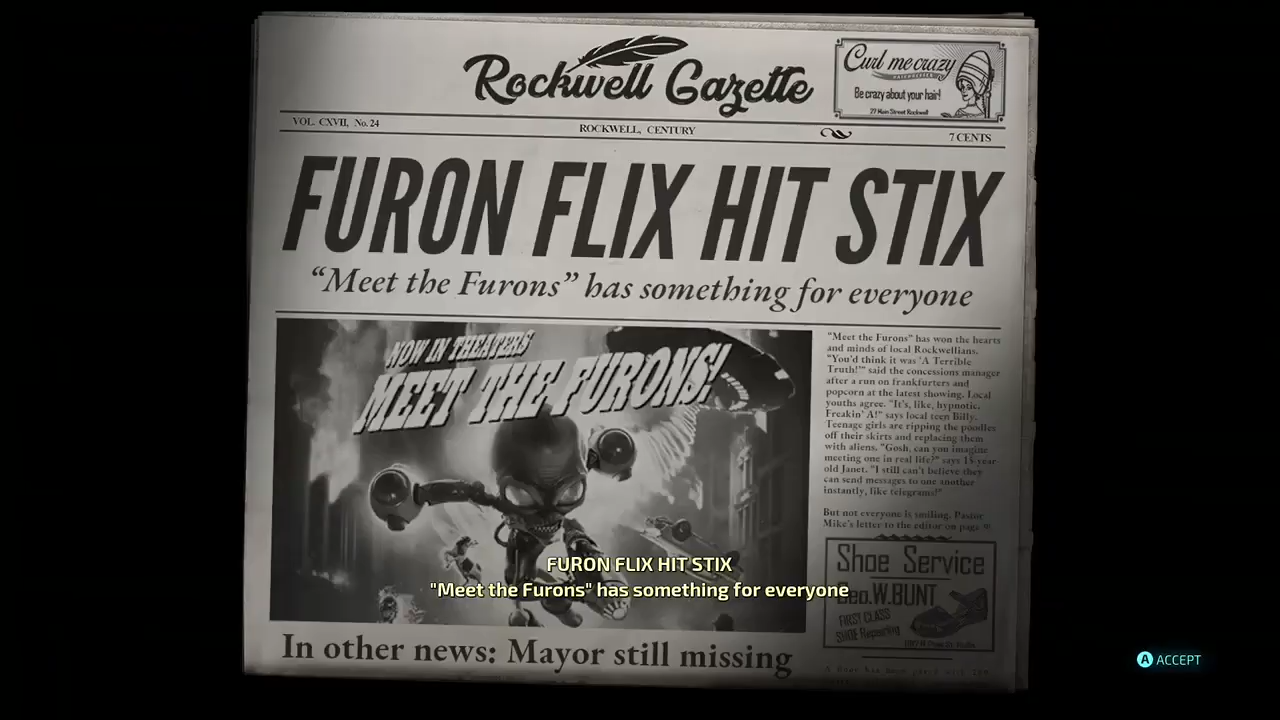 Rockwell Gazette
Curl me crazy
HAIRDRESSER
Be crazy about your hair!
27 Main Street Rockwell
VOL. CXVII, No. 24
ROCKWELL, CENTURY
7 CENTS
FURON FLIX HIT STIX
“Meet the Furons” has something for everyone
NOW IN THEATERS
MEET THE FURONS!
"Meet the Furons" has won the hearts
and minds of local Rockwellians.
"You'd think it was 'A Terrible
Truth!'" said the concessions manager
after a run on frankfurters and
popcorn at the latest showing. Local
youths agree. "It's, like, hypnotic.
Freakin' A!" says local teen Billy.
Teenage girls are ripping the poodles
off their skirts and replacing them
with aliens. "Gosh, can you imagine
meeting one in real life?" says 15-year
old Janet. "I still can't believe they
can send messages to one another
instantly, like telegrams!"
But not everyone is smiling. Pastor
Mike's letter to the editor on page
Shoe Service
Geo.W.BUNT
FIRST CLASS
SHOE Repairing
FURON FLIX HIT STIX
"Meet the Furons" has something for everyone
In other news: Mayor still missing
A ACCEPT